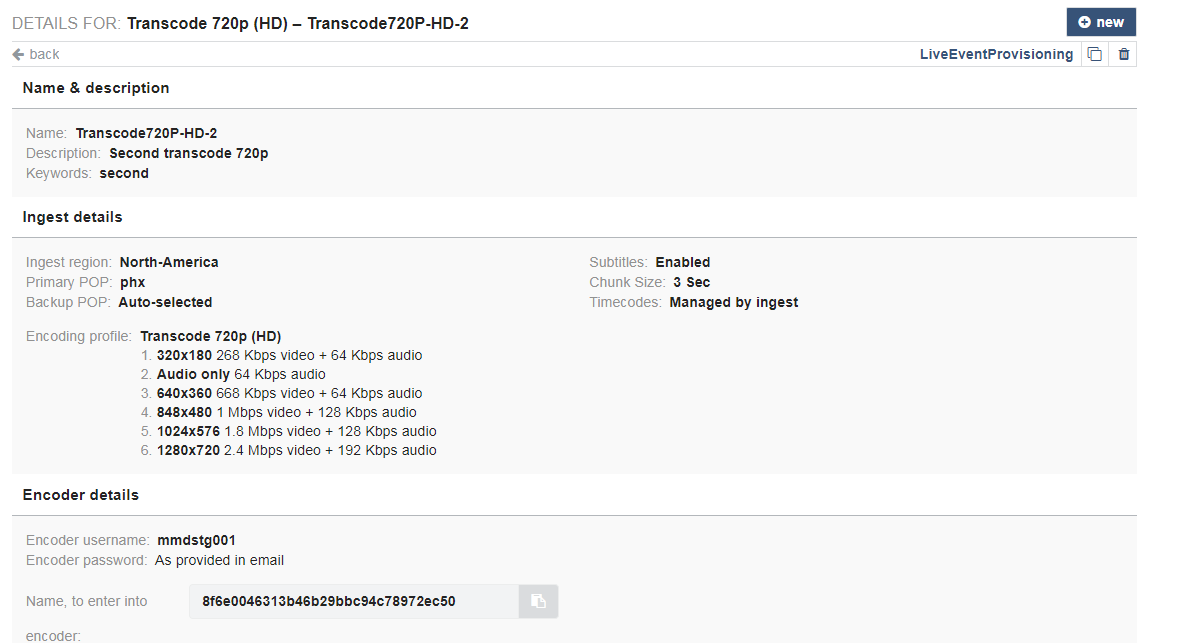 DETAILS FOR: Transcode 720p (HD) – Transcode720P-HD-2
new
back
LiveEventProvisioning
Name & description
Name: Transcode720P-HD-2
Description: Second transcode 720p
Keywords: second
Ingest details
Ingest region: North-America
Primary POP: phx
Backup POP: Auto-selected
Subtitles: Enabled
Chunk Size: 3 Sec
Timecodes: Managed by ingest
Encoding profile: Transcode 720p (HD)
1. 320x180 268 Kbps video + 64 Kbps audio
2. Audio only 64 Kbps audio
3. 640x360 668 Kbps video + 64 Kbps audio
4. 848x480 1 Mbps video + 128 Kbps audio
5. 1024x576 1.8 Mbps video + 128 Kbps audio
6. 1280x720 2.4 Mbps video + 192 Kbps audio
Encoder details
Encoder username: mmdstg001
Encoder password: As provided in email
Name, to enter into
encoder:
8f6e0046313b46b29bbc94c78972ec50